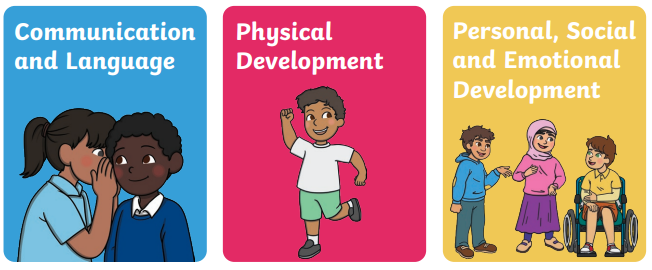 Communication
and Language
Physical
Development
Personal, Social
and Emotional
Development